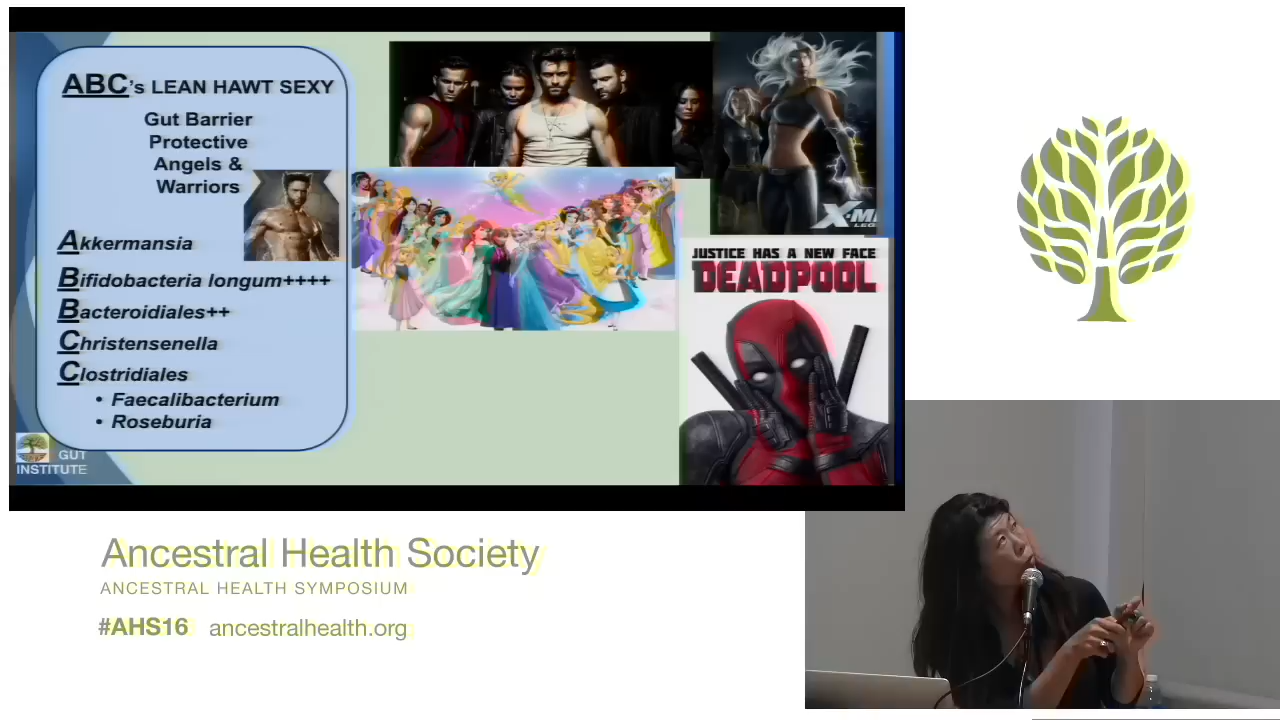 ABC's LEAN HAWT SEXY
Gut Barrier
Protective
Angels &
Warriors
Akkermansia
Bifidobacteria longum++++
Bacteroidiales++
Christensenella
Clostridiales
• Faecalibacterium
• Roseburia
GUT
INSTITUTE
X-M
JUSTICE HAS A NEW FACE
DEADPOOL
Ancestral Health Society
ANCESTRAL HEALTH SYMPOSIUM
#AHS16 ancestralhealth.org